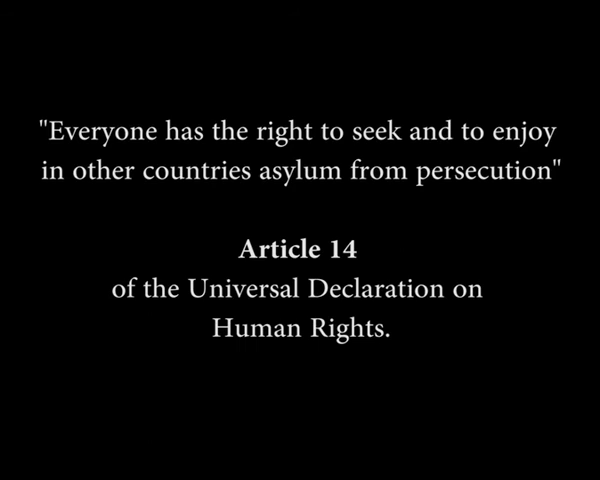 "Everyone has the right to seek and to enjoy
in other countries asylum from persecution"
Article 14
of the Universal Declaration on
Human Rights.